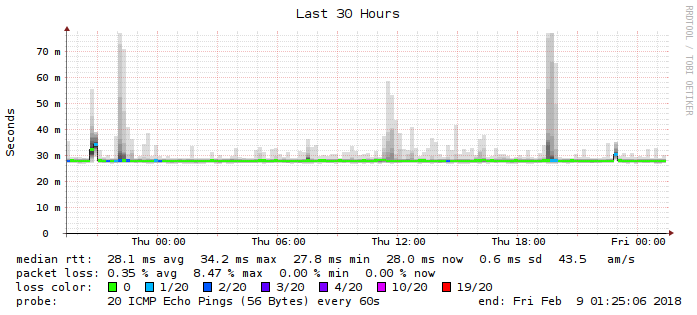 Last 30 Hours
RRDTOOL / TOBI OETIKER
Seconds
70 m
60 m
50 m
40 m
30 m
20 m
10 m
0
Thu 00:00 Thu 06:00 Thu 12:00 Thu 18:00 Fri 00:00
median rtt: 28.1 ms avg 34.2 ms max 27.8 ms min 28.0 ms now 0.6 ms sd 43.5 am/s
packet loss: 0.35 % avg 8.47 % max 0.00 % min 0.00 % now
loss color: 0 1/20 2/20 3/20 4/20 10/20 19/20
probe: 20 ICMP Echo Pings (56 Bytes) every 60s end: Fri Feb 9 01:25:06 2018